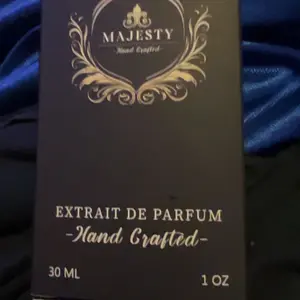 MAJESTY
-Hand Crafted-
EXTRAIT DE PARFUM
-Hand Crafted-
30 ML 1 OZ